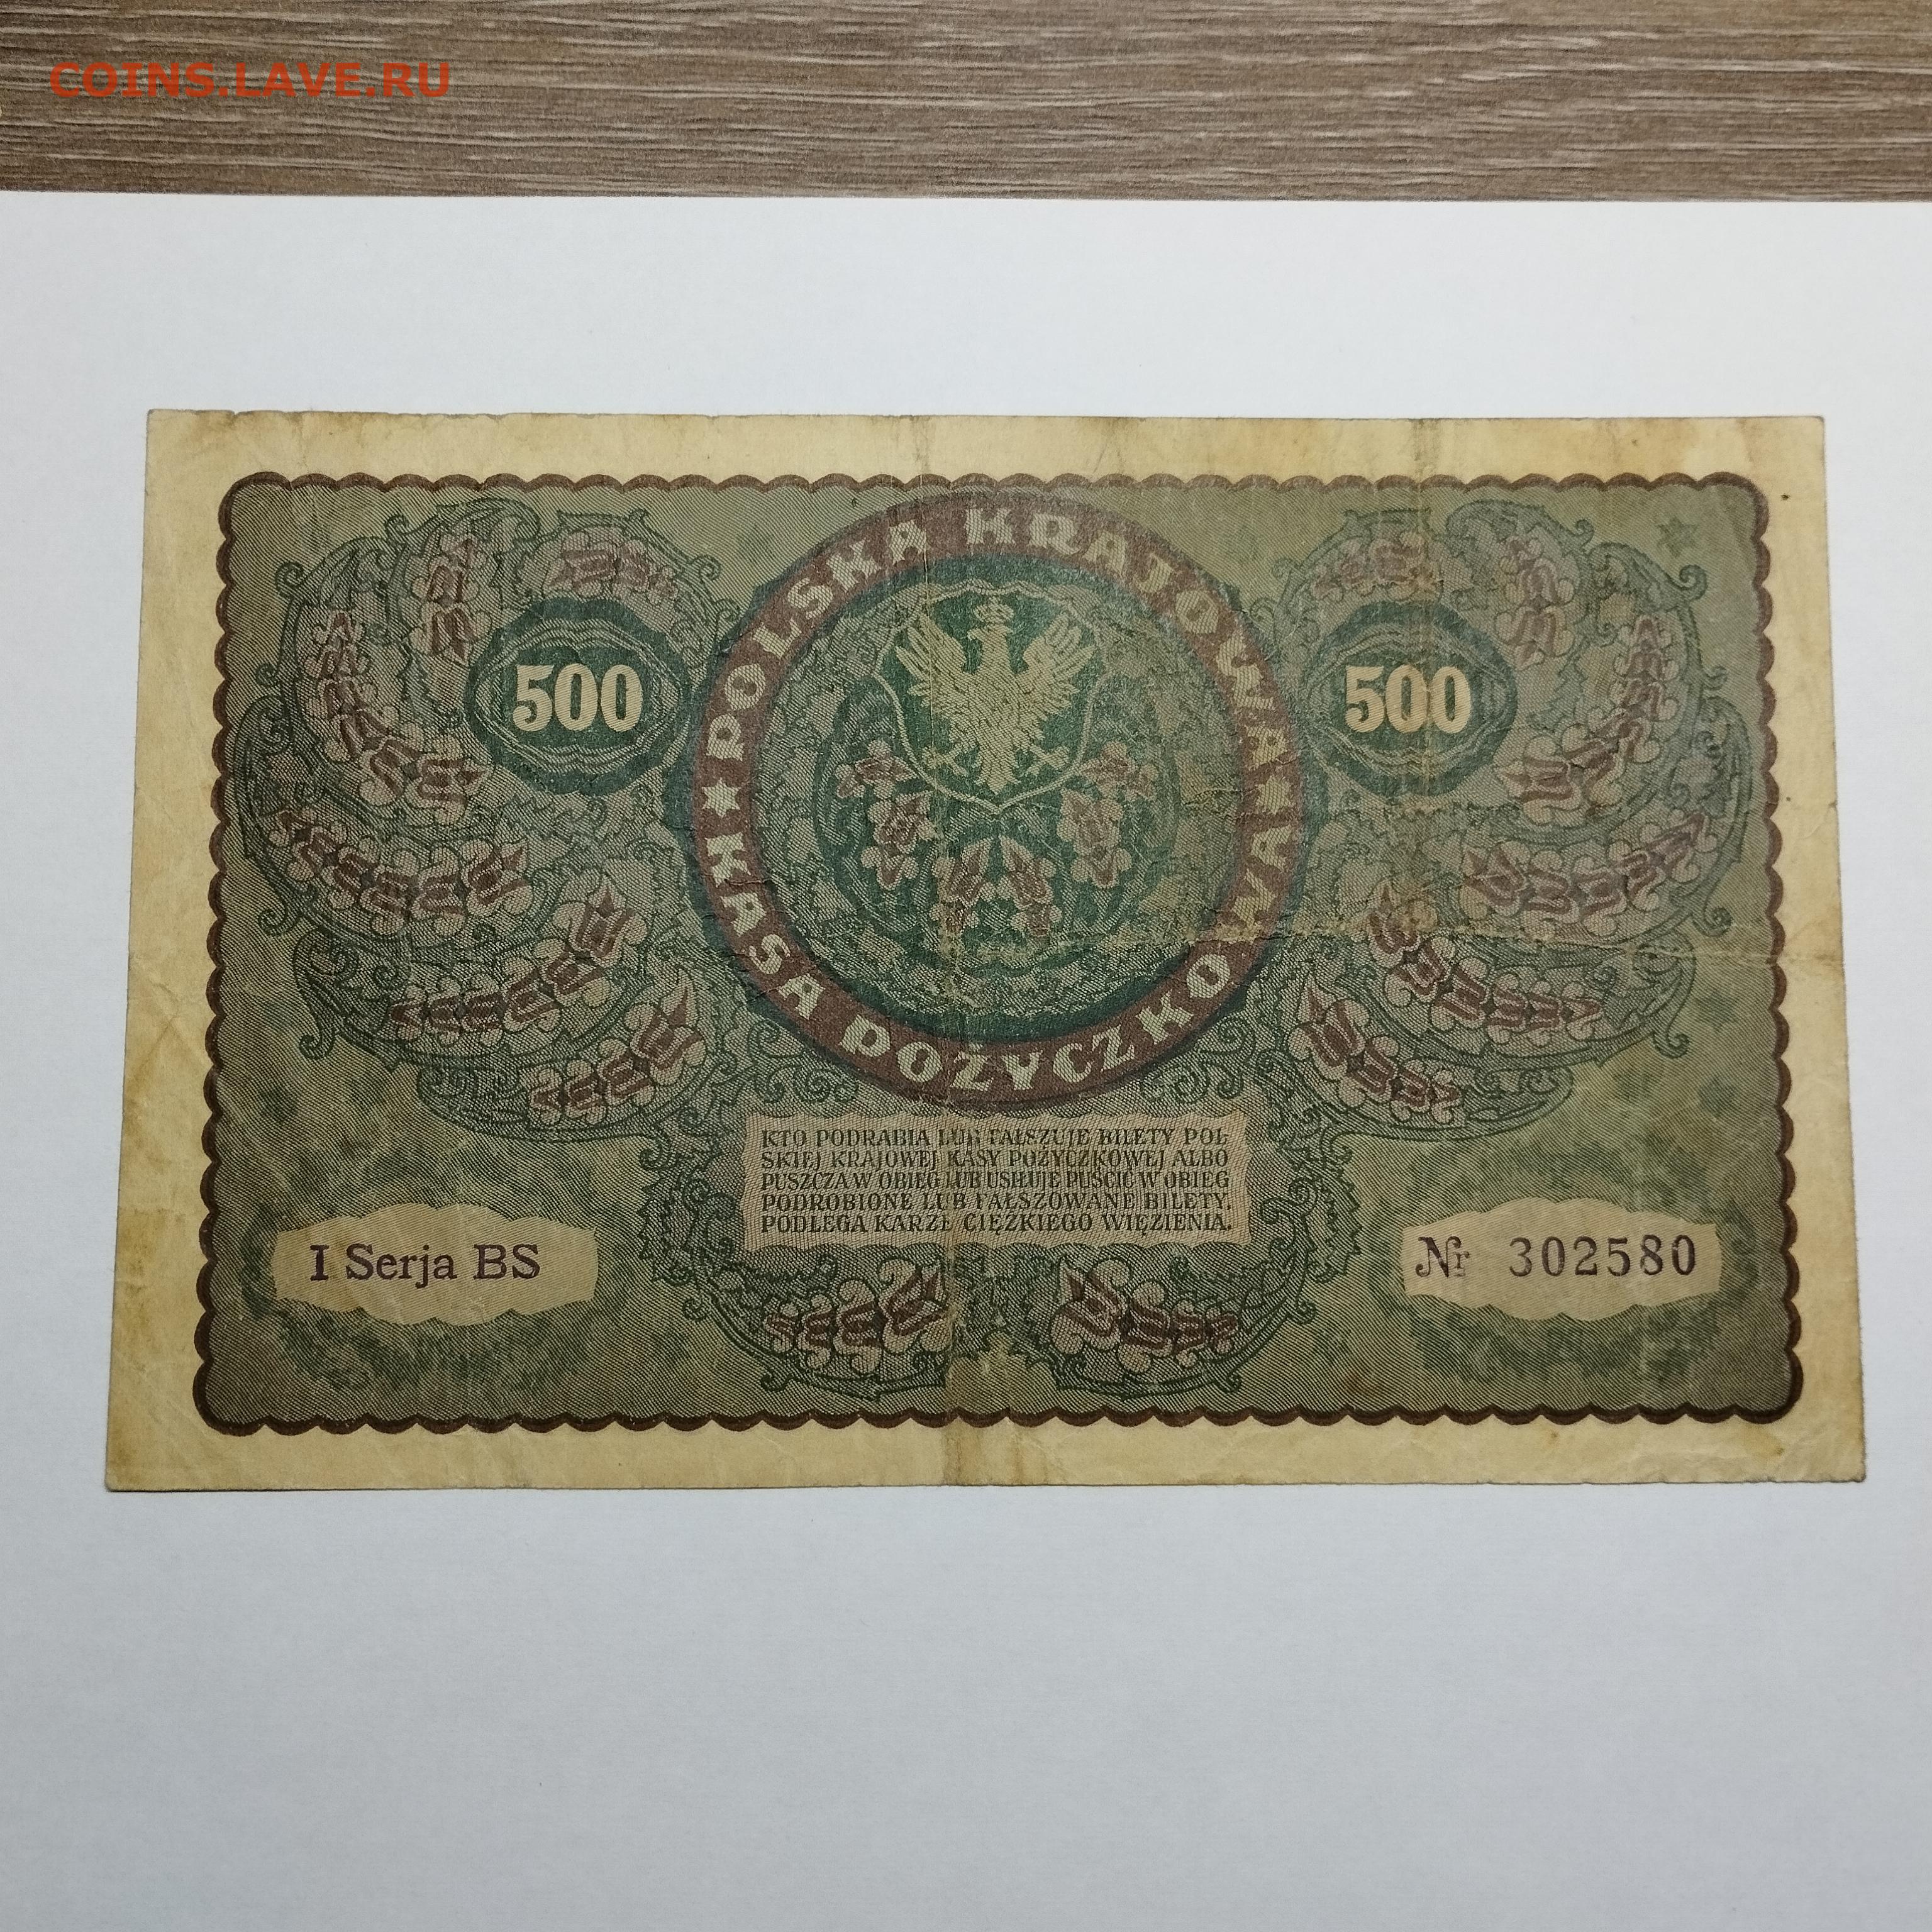 COINS.LAVE.RU
POLSKA KRAJOWA KASA POŻYCZKOWA
500
500
KTO PODRABIA LUB FAŁSZUJE BILETY POL-
SKIEJ KRAJOWEJ KASY POŻYCZKOWEJ ALBO
PUSZCZA W OBIEG LUB USIŁUJE PUŚCIĆ W OBIEG
PODROBIONE LUB FAŁSZOWANE BILETY,
PODLEGA KARZE CIĘŻKIEGO WIĘZIENIA.
I Serja BS
Nr 302580